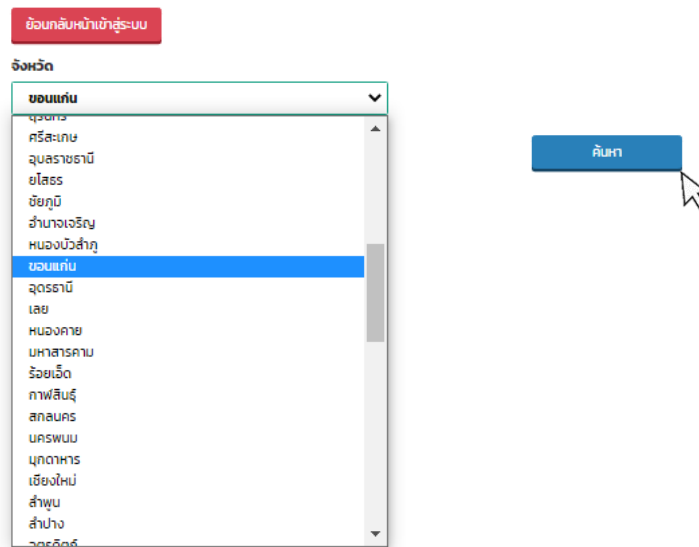 ย้อนกลับหน้าเข้าสู่ระบบ
จังหวัด
ขอนแก่น
ศรีสะเกษ
อุบลราชธานี
ยโสธร
ชัยภูมิ
อำนาจเจริญ
หนองบัวลำภู
ขอนแก่น
อุดรธานี
เลย
หนองคาย
มหาสารคาม
ร้อยเอ็ด
กาฬสินธุ์
สกลนคร
นครพนม
มุกดาหาร
เชียงใหม่
ลำพูน
ลำปาง
ค้นหา